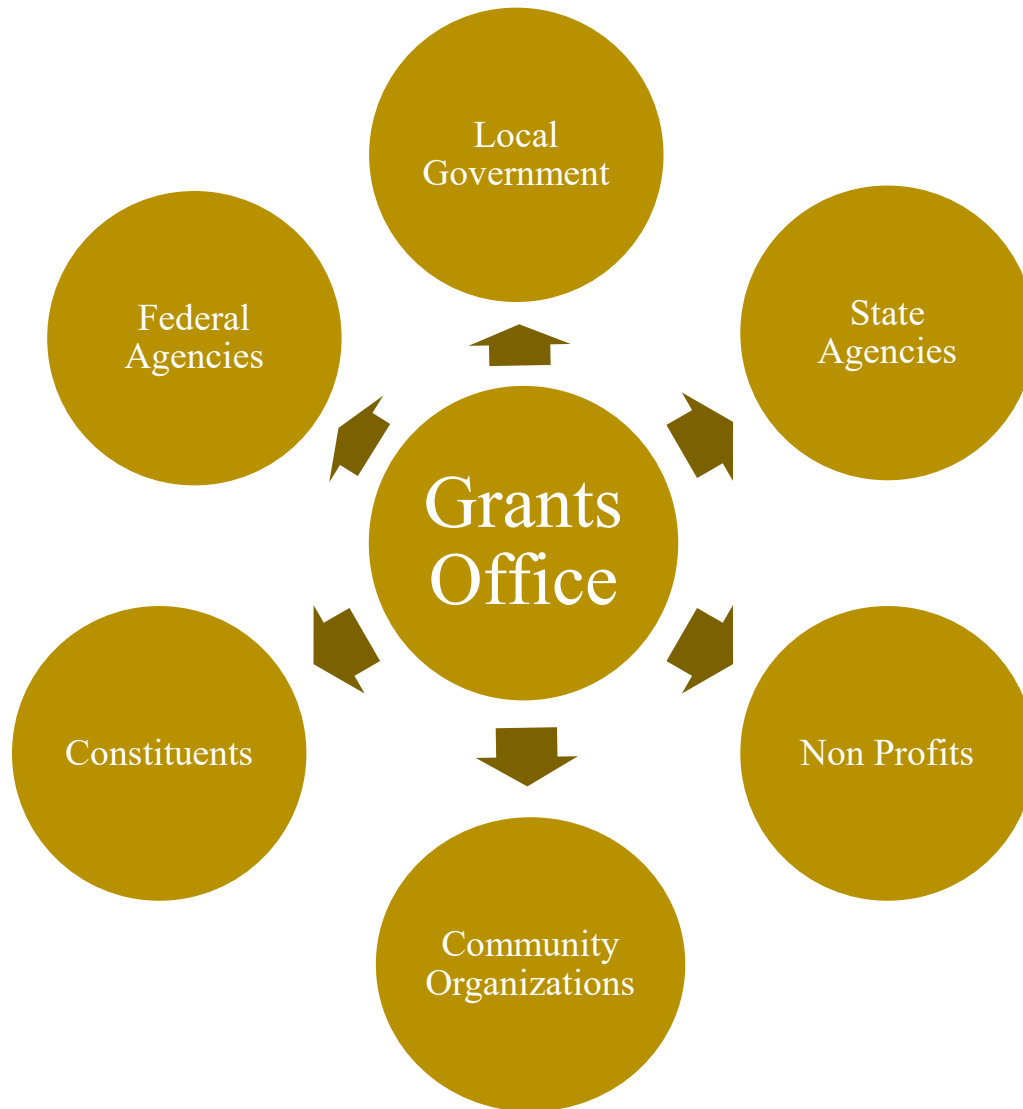 Local
Government
Federal
Agencies
State
Agencies
Grants
Office
Constituents
Non Profits
Community
Organizations